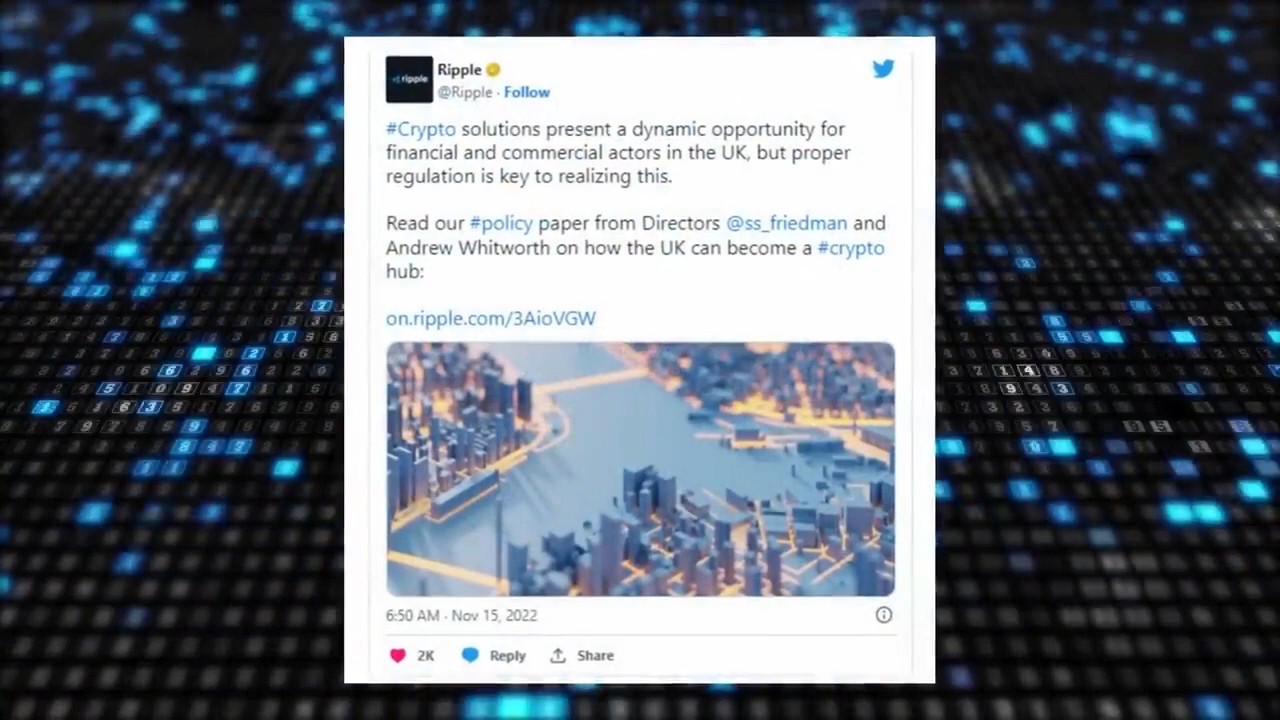 ripple
Ripple
@Ripple · Follow
#Crypto solutions present a dynamic opportunity for
financial and commercial actors in the UK, but proper
regulation is key to realizing this.
Read our #policy paper from Directors @ss_friedman and
Andrew Whitworth on how the UK can become a #crypto
hub:
on.ripple.com/3AioVGW
6:50 AM · Nov 15, 2022
2K Reply Share